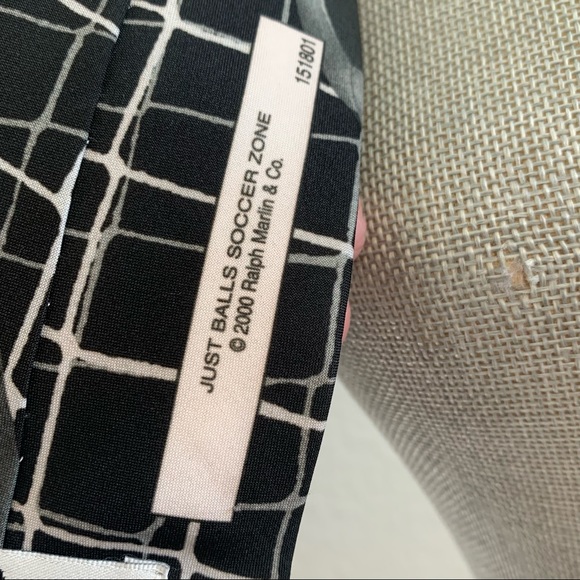 JUST BALLS SOCCER ZONE
© 2000 Ralph Marlin & Co.
151801